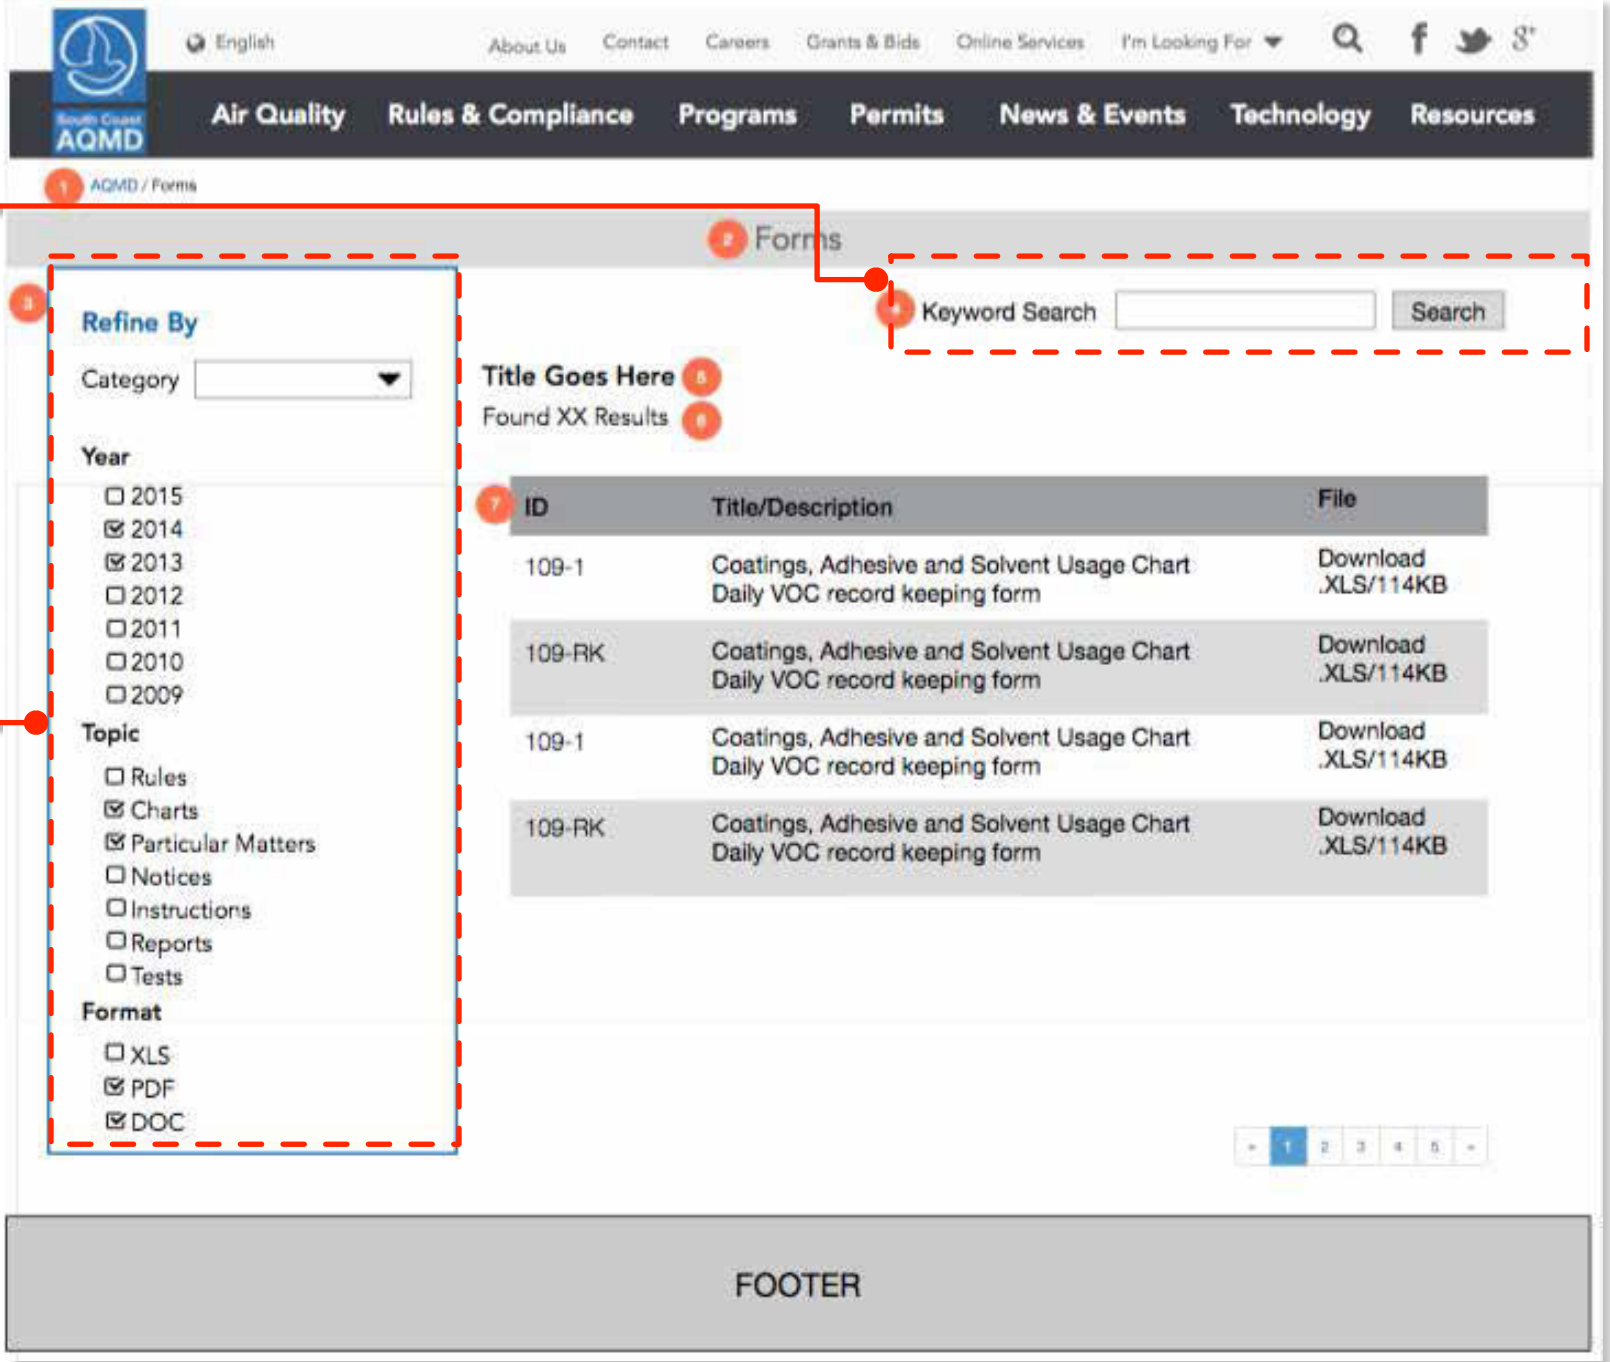 English
About Us Contact Careers Grants & Bids Online Services I'm Looking For
South Coast
AQMD
Air Quality Rules & Compliance Programs Permits News & Events Technology Resources
1 AQMD / Forms
2 Forms
3
Refine By
Category
Year
2015
2014
2013
2012
2011
2010
2009
Topic
Rules
Charts
Particular Matters
Notices
Instructions
Reports
Tests
Format
XLS
PDF
DOC
4 Keyword Search Search
Title Goes Here 5
Found XX Results 6
7 ID Title/Description File
109-1 Coatings, Adhesive and Solvent Usage Chart Download
Daily VOC record keeping form .XLS/114KB
109-RK Coatings, Adhesive and Solvent Usage Chart Download
Daily VOC record keeping form .XLS/114KB
109-1 Coatings, Adhesive and Solvent Usage Chart Download
Daily VOC record keeping form .XLS/114KB
109-RK Coatings, Adhesive and Solvent Usage Chart Download
Daily VOC record keeping form .XLS/114KB
« 1 2 3 4 5 »
FOOTER